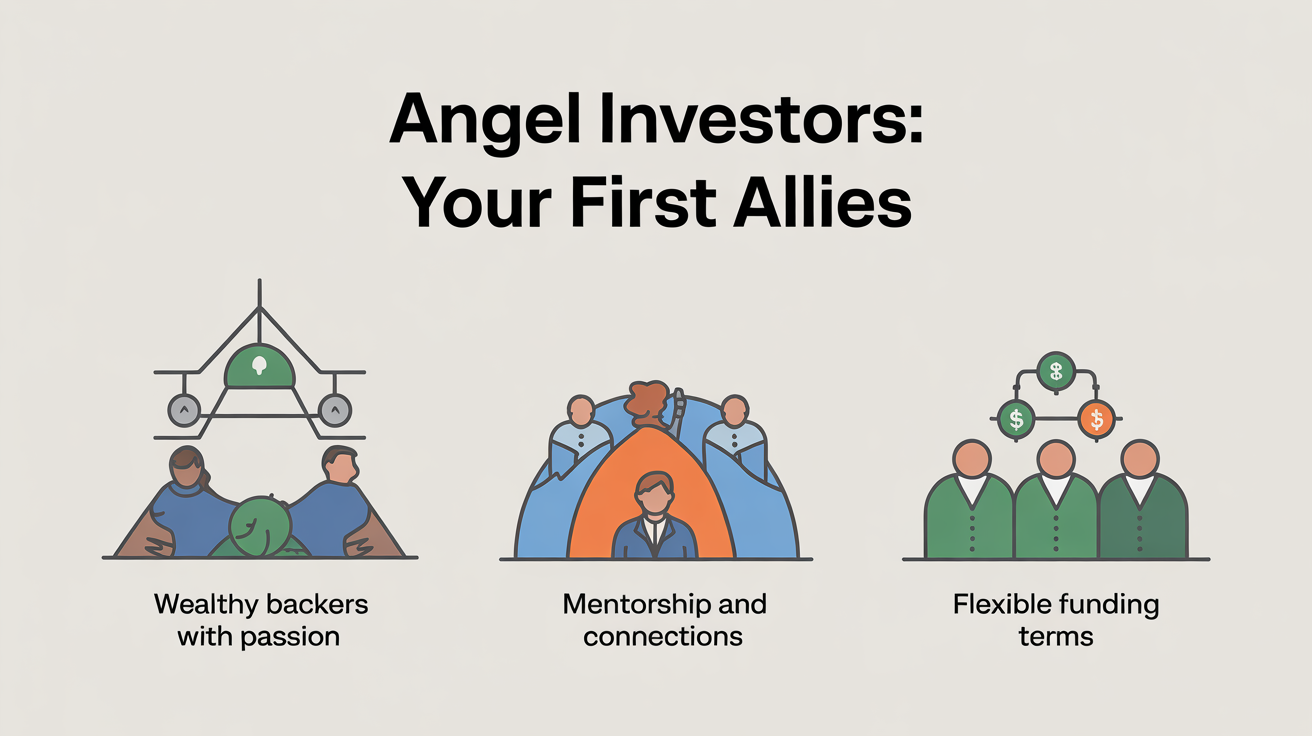 Angel Investors:
Your First Allies
$
$ $
Wealthy backers
with passion
Mentorship and
connections
Flexible funding
terms